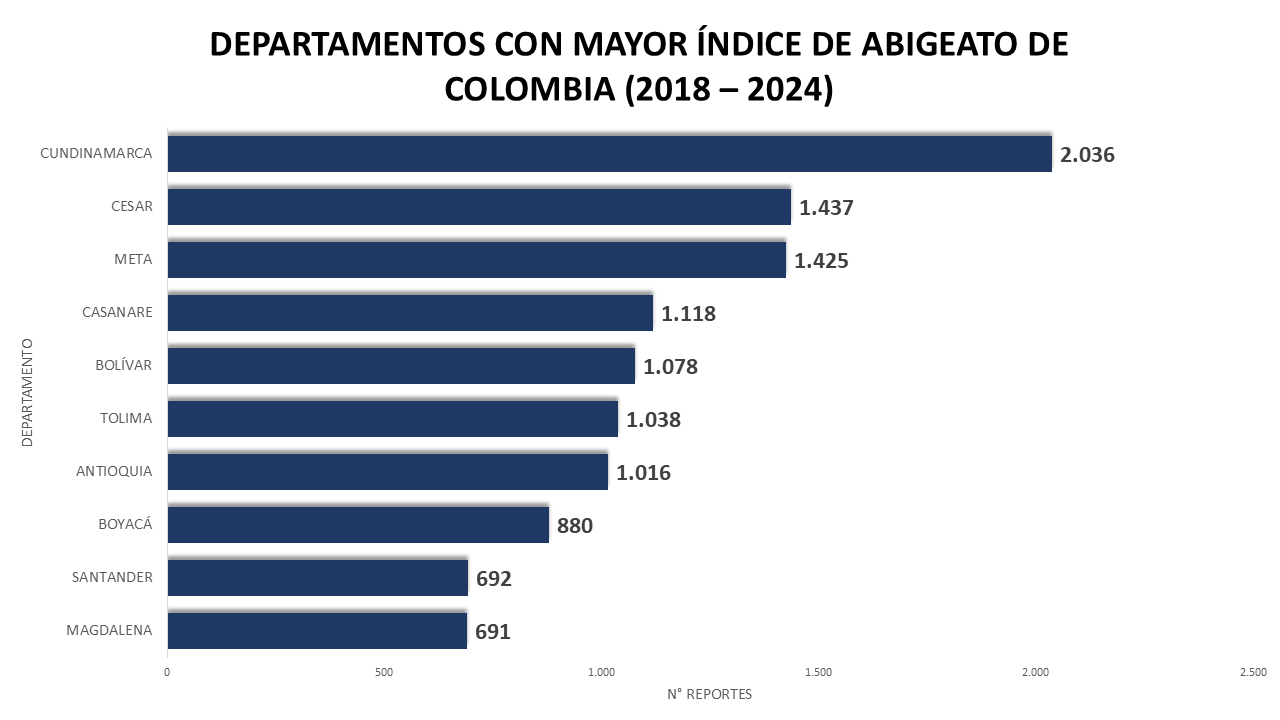 DEPARTAMENTOS CON MAYOR ÍNDICE DE ABIGEATO DE
COLOMBIA (2018 – 2024)
DEPARTAMENTO
CUNDINAMARCA 2.036
CESAR 1.437
META 1.425
CASANARE 1.118
BOLÍVAR 1.078
TOLIMA 1.038
ANTIOQUIA 1.016
BOYACÁ 880
SANTANDER 692
MAGDALENA 691
0 500 1.000 1.500 2.000 2.500
N° REPORTES